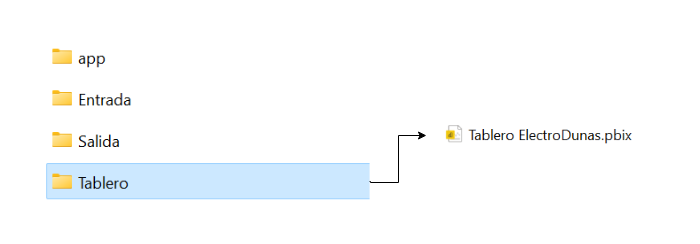 app
Entrada
Salida
Tablero
Tablero ElectroDunas.pbix